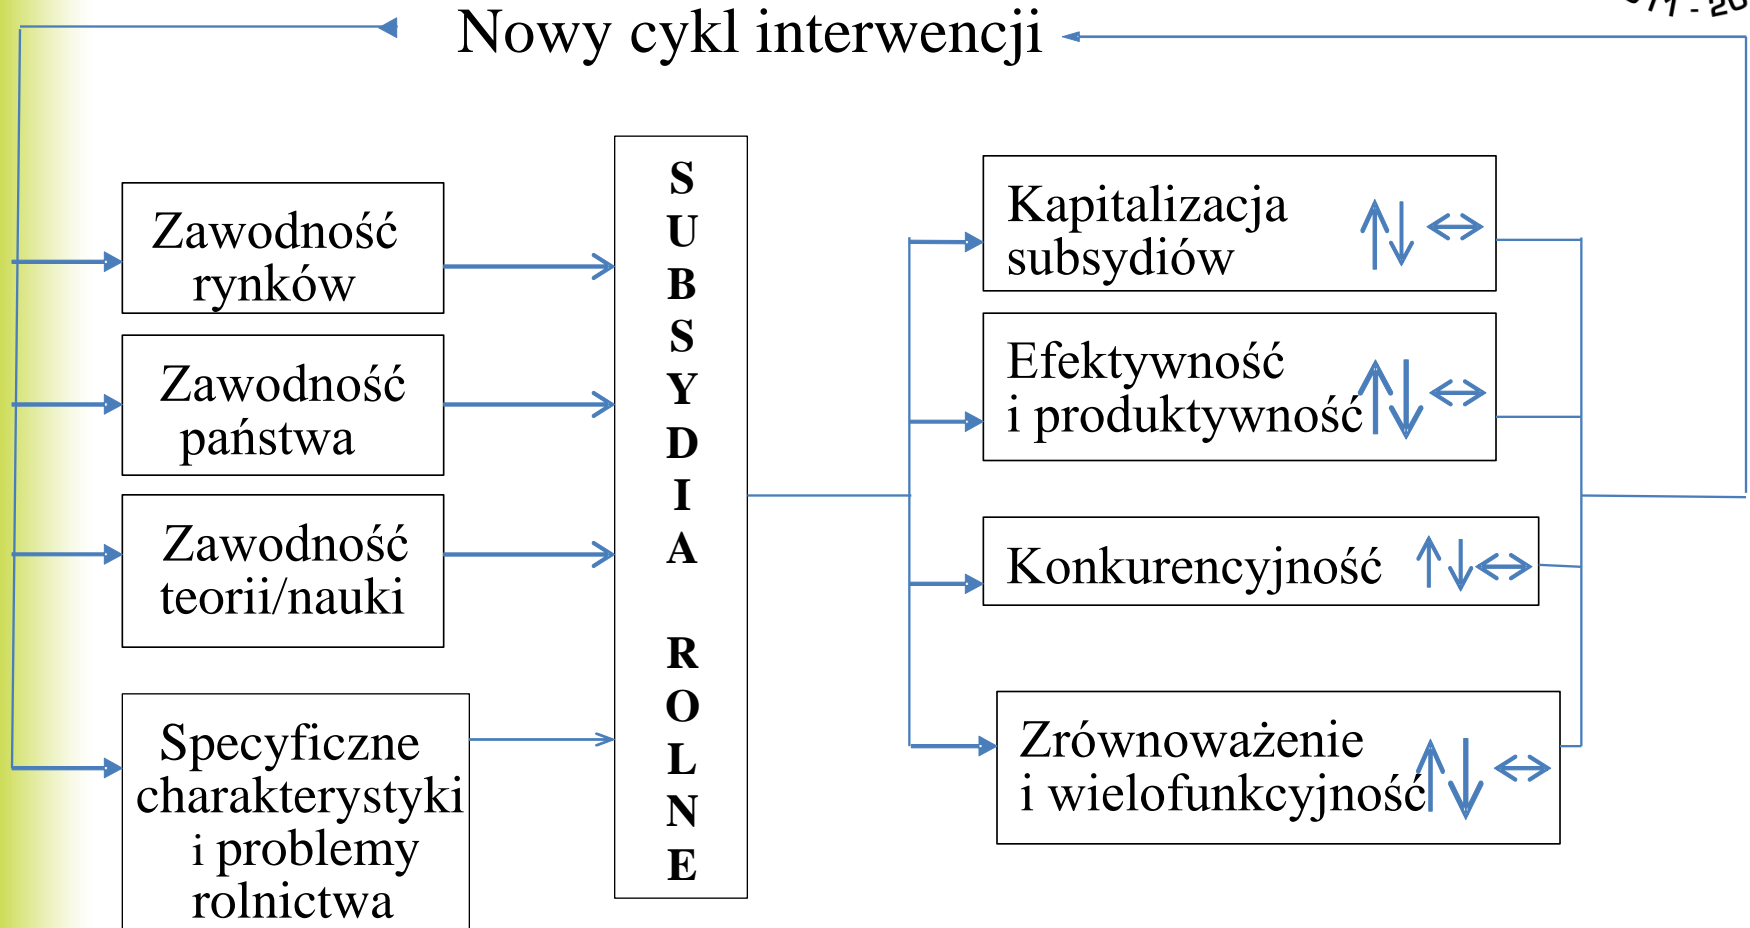 Nowy cykl interwencji
Zawodność
rynków
Zawodność
państwa
Zawodność
teorii/nauki
Specyficzne
charakterystyki
i problemy
rolnictwa
S
U
B
S
Y
D
I
A
R
O
L
N
E
Kapitalizacja
subsydiów
Efektywność
i produktywność
Konkurencyjność
Zrównoważenie
i wielofunkcyjność